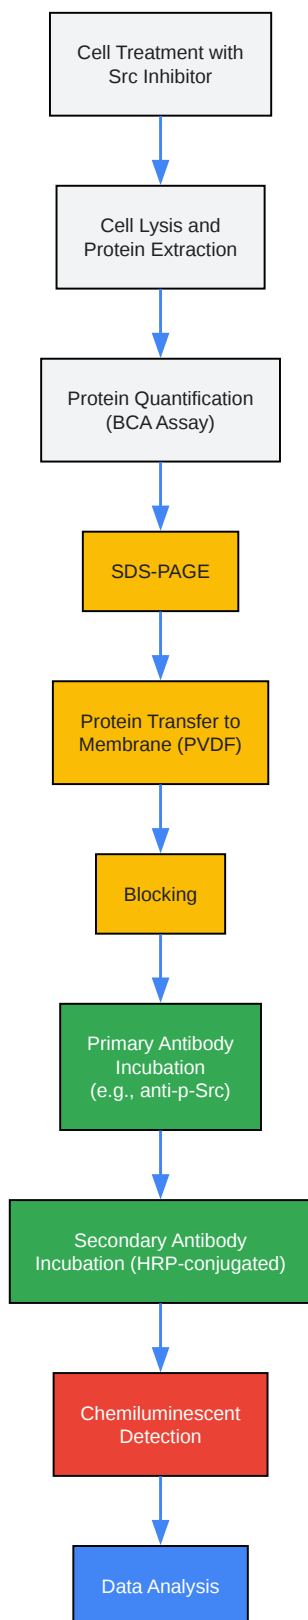 Cell Treatment with
Src Inhibitor
Cell Lysis and
Protein Extraction
Protein Quantification
(BCA Assay)
SDS-PAGE
Protein Transfer to
Membrane (PVDF)
Blocking
Primary Antibody
Incubation
(e.g., anti-p-Src)
Secondary Antibody
Incubation (HRP-conjugated)
Chemiluminescent
Detection
Data Analysis